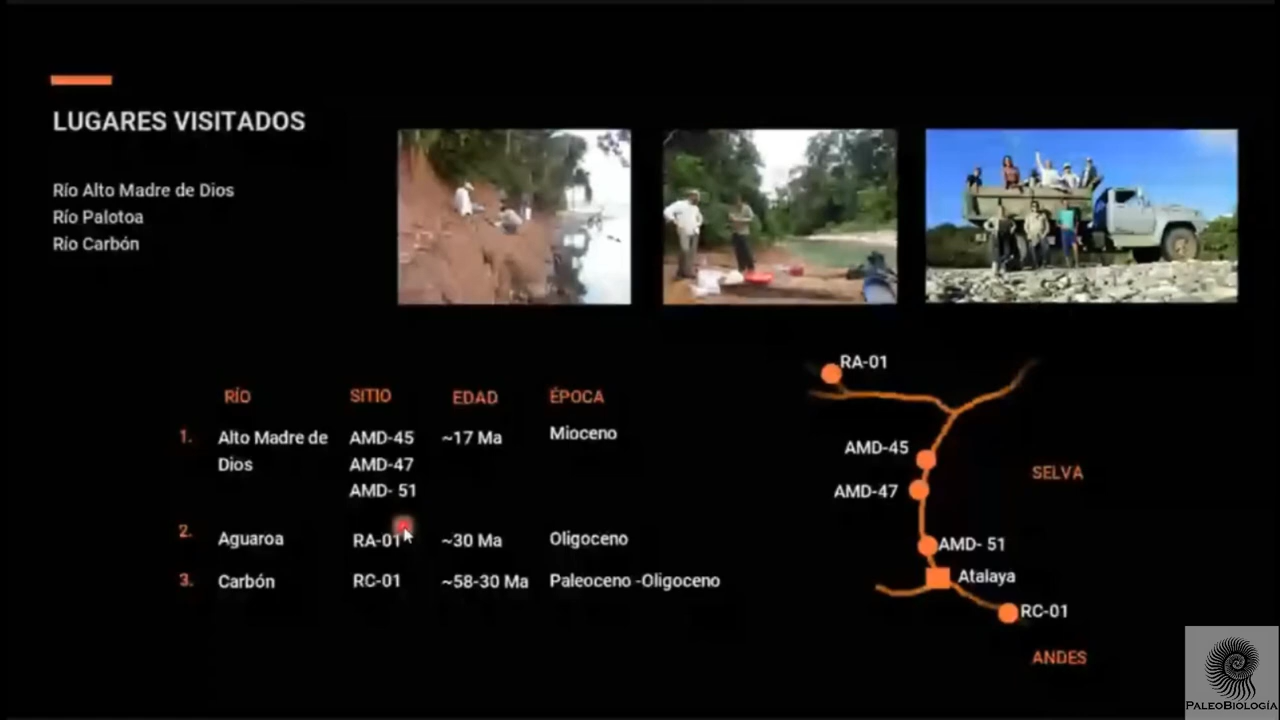 LUGARES VISITADOS
Río Alto Madre de Dios
Río Palotoa
Río Carbón
RÍO SITIO EDAD ÉPOCA
1. Alto Madre de Dios AMD-45 ~17 Ma Mioceno
AMD-47
AMD- 51
2. Aguaroa RA-01 ~30 Ma Oligoceno
3. Carbón RC-01 ~58-30 Ma Paleoceno -Oligoceno
RA-01
AMD-45
SELVA
AMD-47
AMD- 51
Atalaya
RC-01
ANDES
PALEOBIOLOGÍA